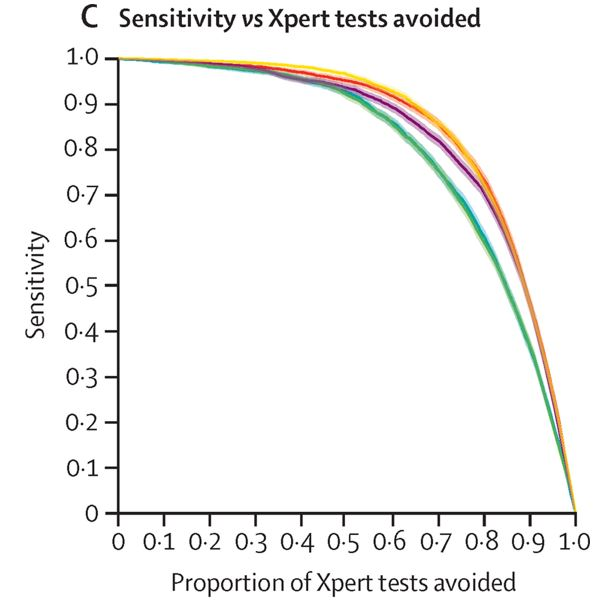 C Sensitivity vs Xpert tests avoided
1·0
0·9
0·8
0·7
0·6
0·5
0·4
0·3
0·2
0·1
0
Sensitivity
0 0·1 0·2 0·3 0·4 0·5 0·6 0·7 0·8 0·9 1·0
Proportion of Xpert tests avoided